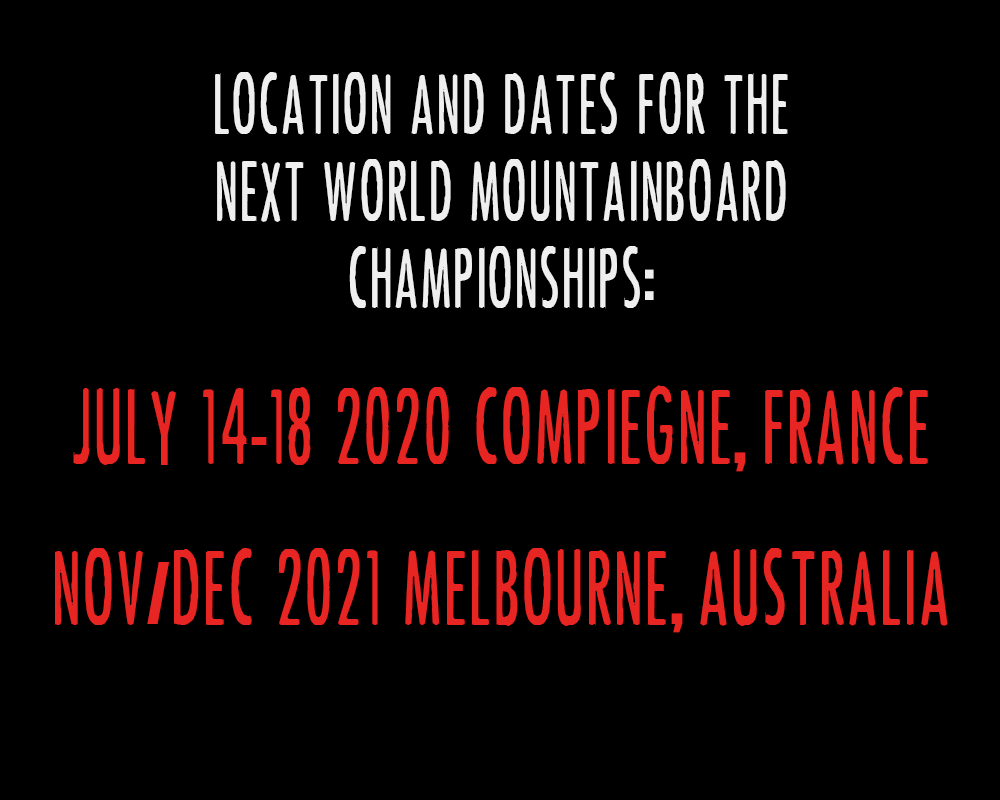 LOCATION AND DATES FOR THE
NEXT WORLD MOUNTAINBOARD
CHAMPIONSHIPS:
JULY 14-18 2020 COMPIEGNE, FRANCE
NOV/DEC 2021 MELBOURNE, AUSTRALIA